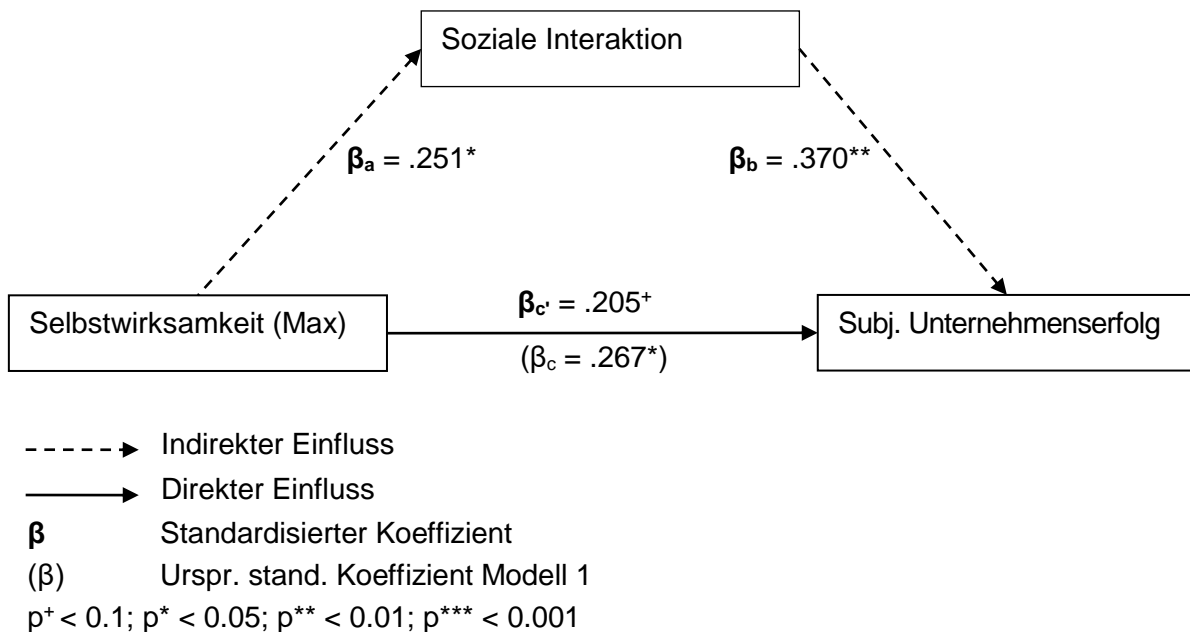 Soziale Interaktion
βa = .251*
βb = .370**
Selbstwirksamkeit (Max)
βc' = .205+
(βc = .267*)
Subj. Unternehmenserfolg
Indirekter Einfluss
Direkter Einfluss
β Standardisierter Koeffizient
(β) Urspr. stand. Koeffizient Modell 1
p+ < 0.1; p* < 0.05; p** < 0.01; p*** < 0.001